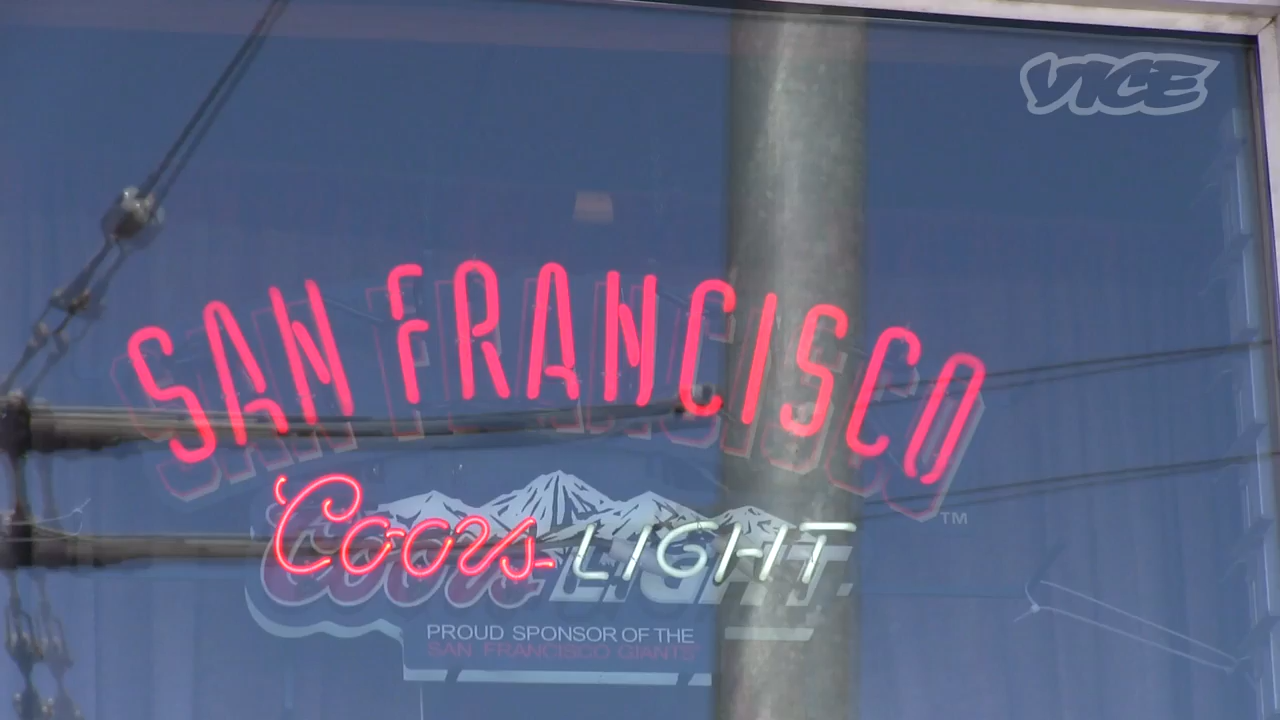 VICE
SAN FRANCISCO
TM
Coors LIGHT
PROUD SPONSOR OF THE
SAN FRANCISCO GIANTS